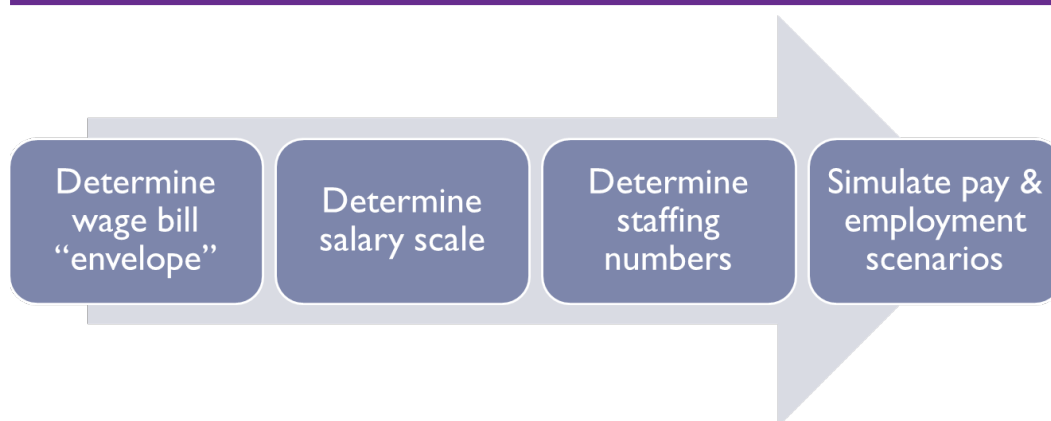 Determine
wage bill
“envelope”
Determine
salary scale
Determine
staffing
numbers
Simulate pay &
employment
scenarios